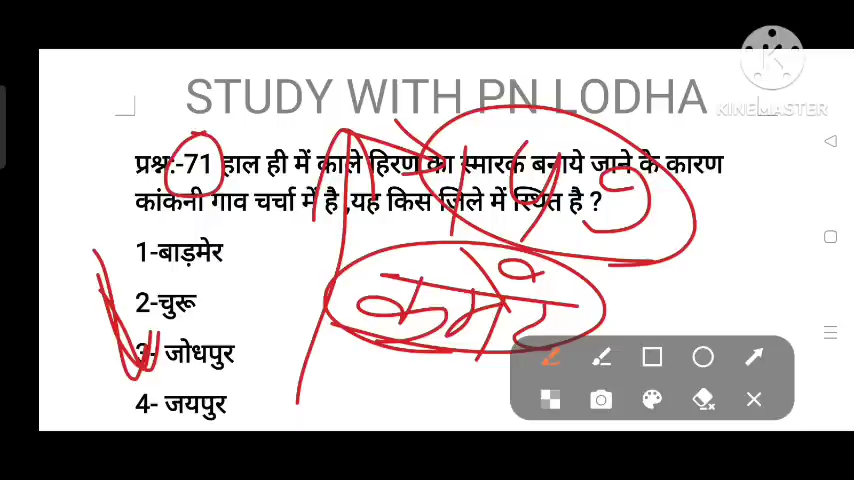 STUDY WITH PN LODHA
KINEMASTER
प्रश्न:-71 हाल ही में काले हिरण का स्मारक बनाये जाने के कारण
कांकनी गाव चर्चा में है ,यह किस जिले में स्थित है ?
1-बाड़मेर
2-चुरू
3- जोधपुर
4- जयपुर